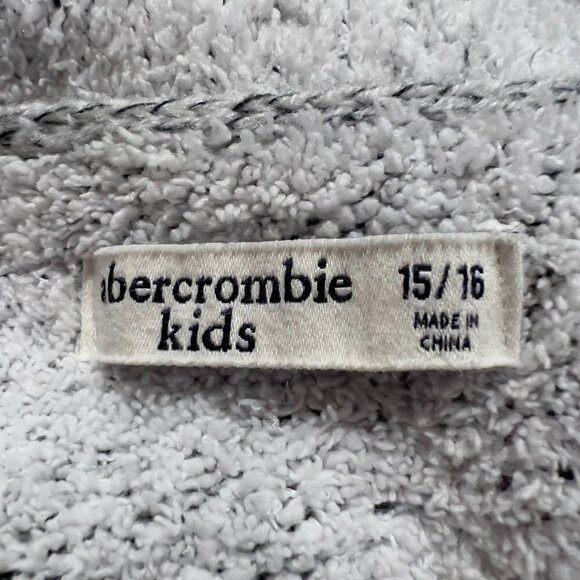 abercrombie
kids
15/16
MADE IN
CHINA